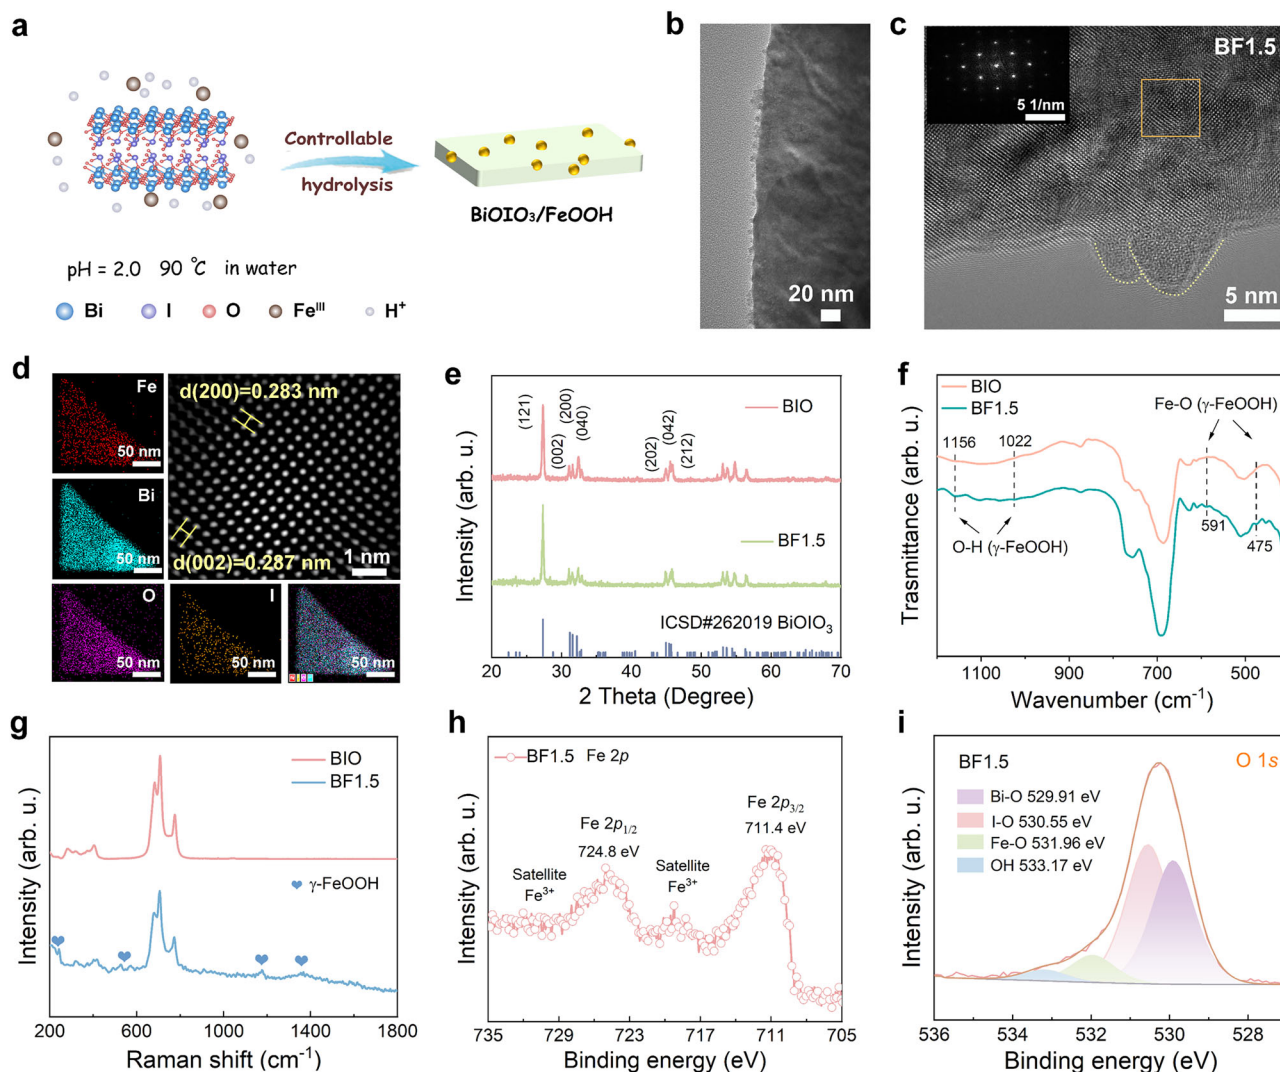 a
Controllable
hydrolysis
BiOIO₃/FeOOH
pH = 2.0 90 °C in water
Bi
I
O
Feᴵᴵᴵ
H⁺
b
20 nm
c
BF1.5
5 1/nm
5 nm
d
Fe
50 nm
Bi
50 nm
O
50 nm
I
50 nm
50 nm
d(200)=0.283 nm
d(002)=0.287 nm
1 nm
e
Intensity (arb. u.)
(121)
(002)
(200)
(040)
(202)
(042)
(212)
BIO
BF1.5
ICSD#262019 BiOIO₃
20 30 40 50 60 70
2 Theta (Degree)
f
Trasmittance (arb. u.)
BIO
BF1.5
Fe-O (γ-FeOOH)
1156
1022
O-H (γ-FeOOH)
591
475
1100 900 700 500
Wavenumber (cm⁻¹)
g
Intensity (arb. u.)
BIO
BF1.5
γ-FeOOH
200 600 1000 1400 1800
Raman shift (cm⁻¹)
h
Intensity (arb. u.)
BF1.5 Fe 2p
Fe 2p₃/₂
711.4 eV
Fe 2p₁/₂
724.8 eV
Satellite
Fe³⁺
Satellite
Fe³⁺
735 729 723 717 711 705
Binding energy (eV)
i
Intensity (arb. u.)
BF1.5
O 1s
Bi-O 529.91 eV
I-O 530.55 eV
Fe-O 531.96 eV
OH 533.17 eV
536 534 532 530 528
Binding energy (eV)